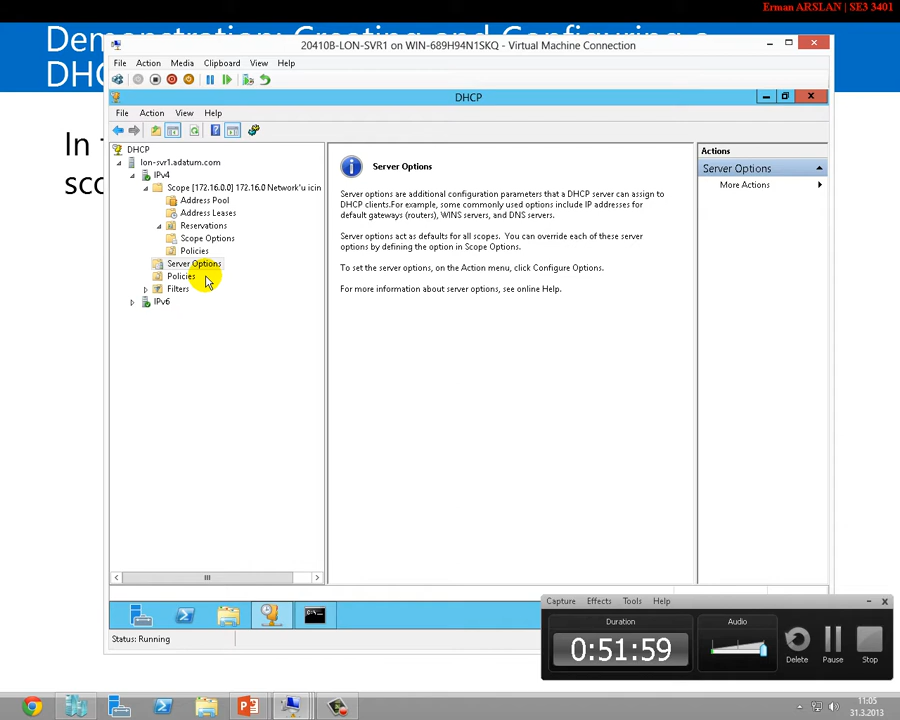 Erman ARSLAN | SE3 3401
Demonstration: Creating and Configuring a
DHC
In
sco
20410B-LON-SVR1 on WIN-689H94N1SKQ - Virtual Machine Connection
File Action Media Clipboard View Help
DHCP
File Action View Help
DHCP
lon-svr1.adatum.com
IPv4
Scope [172.16.0.0] 172.16.0 Network'u icin
Address Pool
Address Leases
Reservations
Scope Options
Policies
Server Options
Policies
Filters
IPv6
Server Options
Server options are additional configuration parameters that a DHCP server can assign to
DHCP clients.For example, some commonly used options include IP addresses for
default gateways (routers), WINS servers, and DNS servers.
Server options act as defaults for all scopes. You can override each of these server
options by defining the option in Scope Options.
To set the server options, on the Action menu, click Configure Options.
For more information about server options, see online Help.
Actions
Server Options
More Actions
Status: Running
Capture Effects Tools Help
Duration
0:51:59
Audio
Delete
Pause
Stop
11:05
31.3.2013